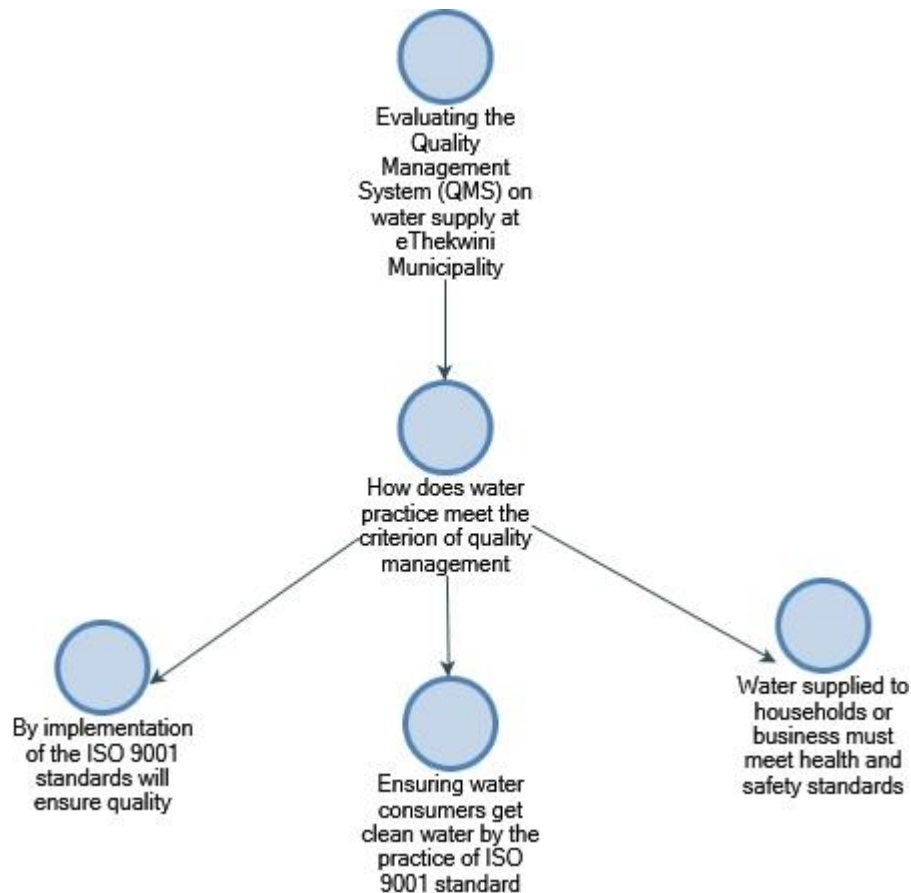 Evaluating the
Quality
Management
System (QMS) on
water supply at
eThekwini
Municipality
How does water
practice meet the
criterion of quality
management
By implementation
of the ISO 9001
standards will
ensure quality
Ensuring water
consumers get
clean water by the
practice of ISO
9001 standard
Water supplied to
households or
business must
meet health and
safety standards